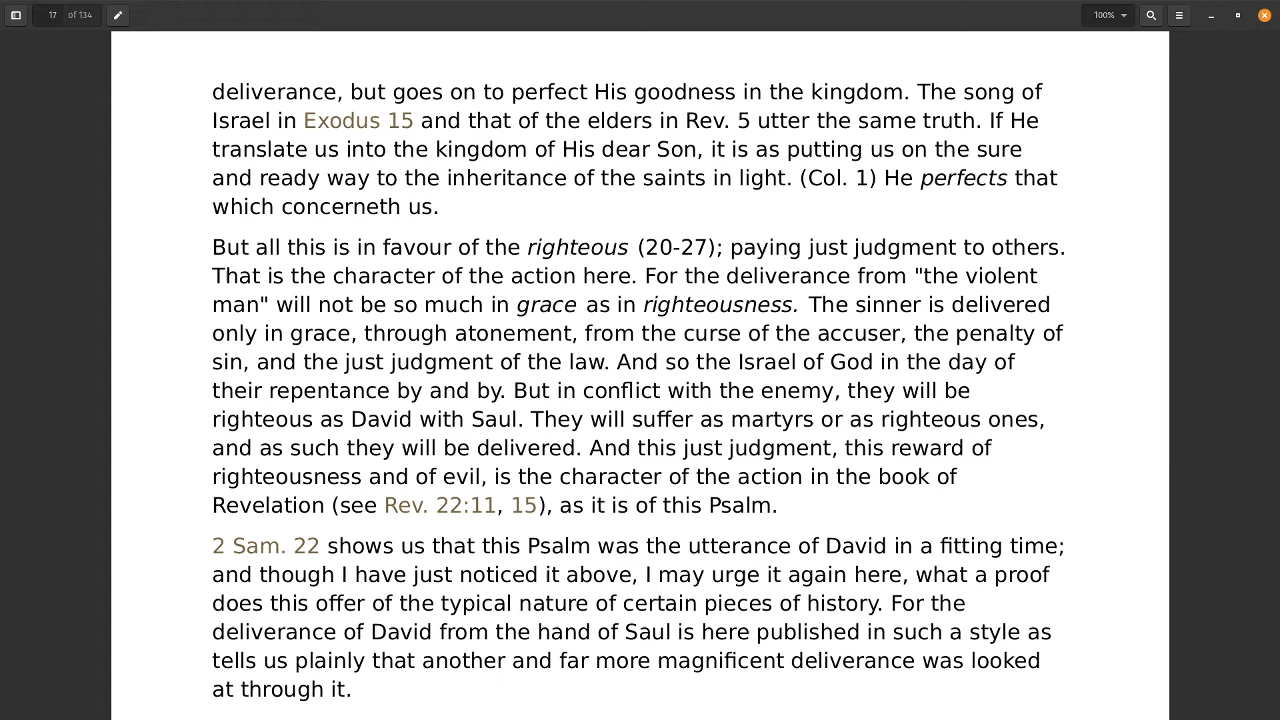 17 of 134
100%
deliverance, but goes on to perfect His goodness in the kingdom. The song of
Israel in Exodus 15 and that of the elders in Rev. 5 utter the same truth. If He
translate us into the kingdom of His dear Son, it is as putting us on the sure
and ready way to the inheritance of the saints in light. (Col. 1) He perfects that
which concerneth us.
But all this is in favour of the righteous (20-27); paying just judgment to others.
That is the character of the action here. For the deliverance from "the violent
man" will not be so much in grace as in righteousness. The sinner is delivered
only in grace, through atonement, from the curse of the accuser, the penalty of
sin, and the just judgment of the law. And so the Israel of God in the day of
their repentance by and by. But in conflict with the enemy, they will be
righteous as David with Saul. They will suffer as martyrs or as righteous ones,
and as such they will be delivered. And this just judgment, this reward of
righteousness and of evil, is the character of the action in the book of
Revelation (see Rev. 22:11, 15), as it is of this Psalm.
2 Sam. 22 shows us that this Psalm was the utterance of David in a fitting time;
and though I have just noticed it above, I may urge it again here, what a proof
does this offer of the typical nature of certain pieces of history. For the
deliverance of David from the hand of Saul is here published in such a style as
tells us plainly that another and far more magnificent deliverance was looked
at through it.